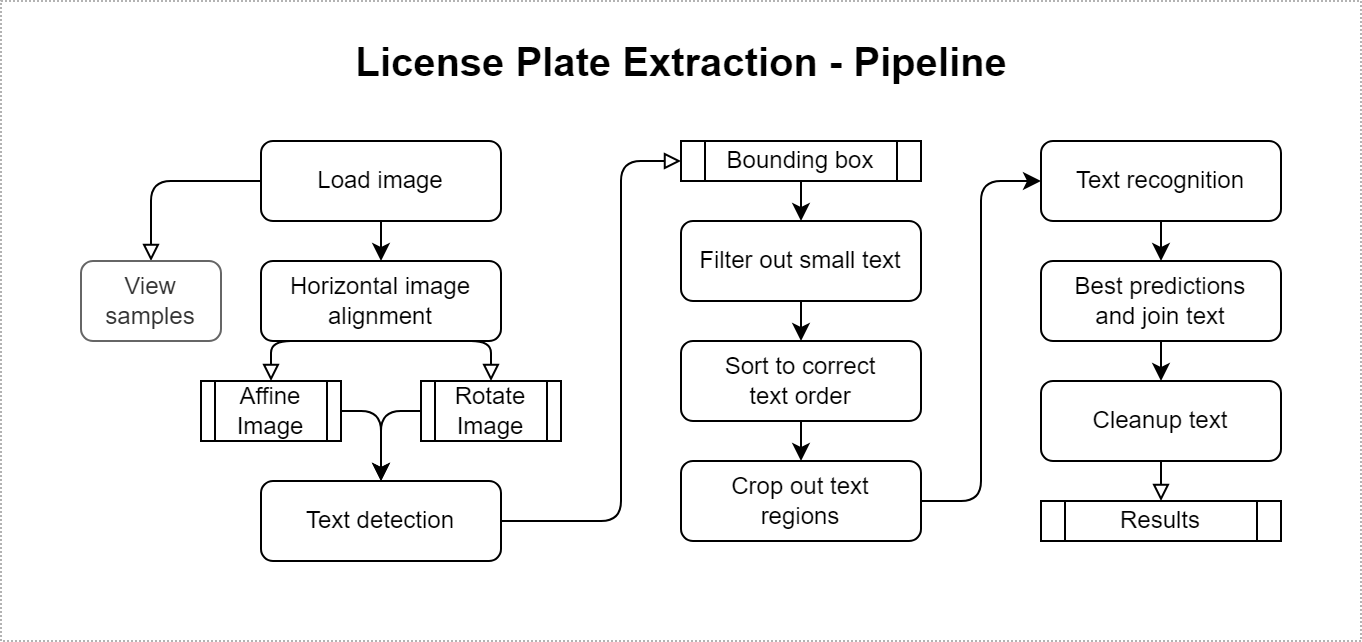 License Plate Extraction - Pipeline
Load image
View
samples
Horizontal image
alignment
Affine
Image
Rotate
Image
Text detection
Bounding box
Filter out small text
Sort to correct
text order
Crop out text
regions
Text recognition
Best predictions
and join text
Cleanup text
Results